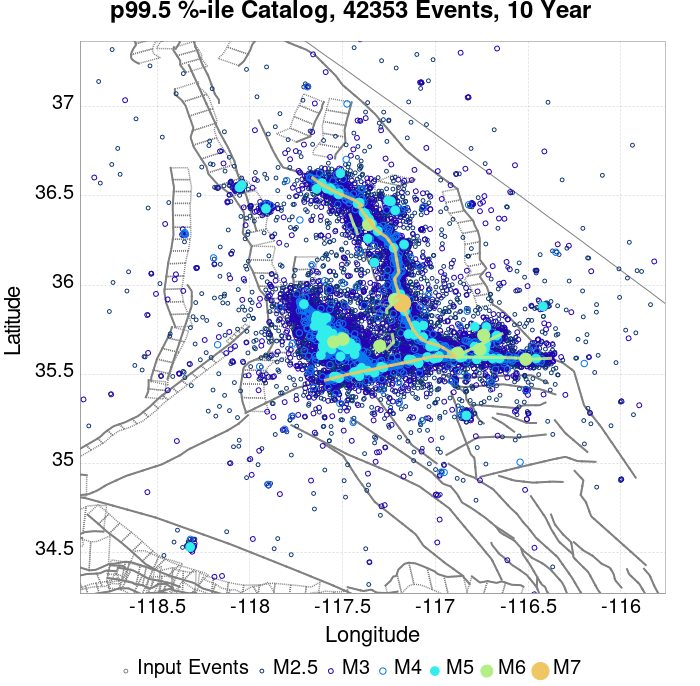 p99.5 %-ile Catalog, 42353 Events, 10 Year
37
36.5
36
35.5
35
34.5
Latitude
-118.5 -118 -117.5 -117 -116.5 -116
Longitude
Input Events M2.5 M3 M4 M5 M6 M7